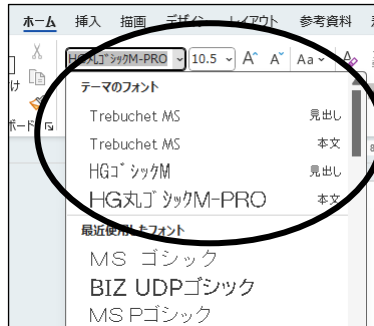 ホーム 挿入 描画 デザイン レイアウト 参考資料
HG丸ｺﾞｼｯｸM-PRO 10.5 A^ Aˇ Aa A
け
ボード
テーマのフォント
Trebuchet MS 見出し
Trebuchet MS 本文
HGｺﾞｼｯｸM 見出し
HG丸ｺﾞｼｯｸM-PRO 本文
最近使用したフォント
ＭＳ ゴシック
BIZ UDPゴシック
ＭＳ Ｐゴシック